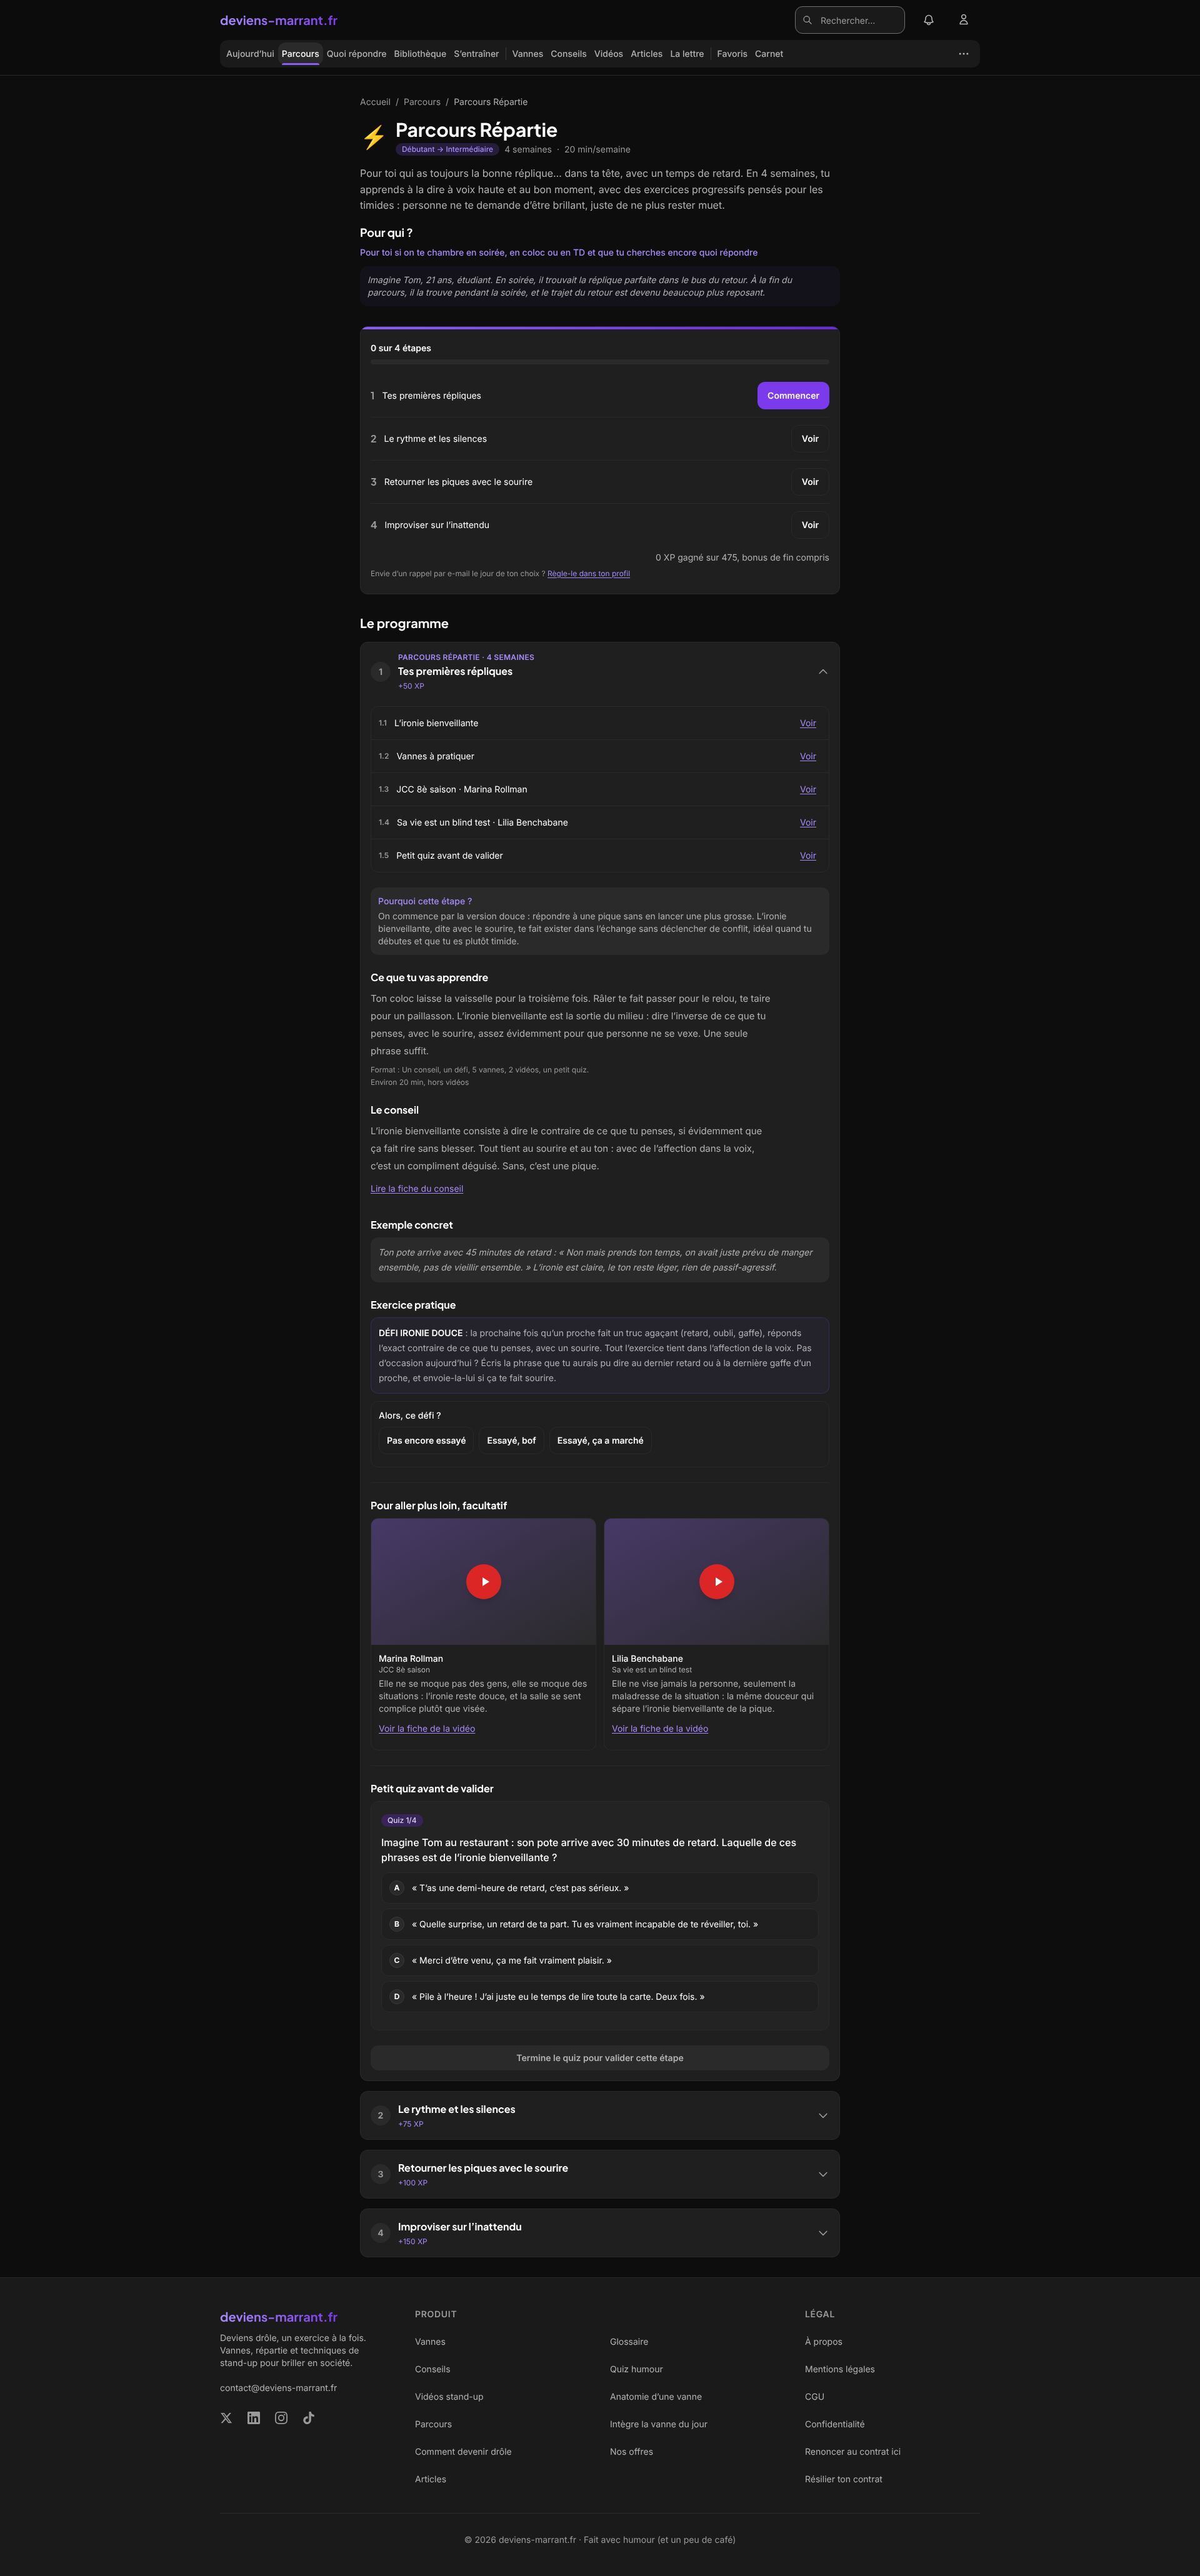 deviens-marrant.fr
Rechercher...
Aujourd'hui Parcours Quoi répondre Bibliothèque S'entraîner Vannes Conseils Vidéos Articles La lettre Favoris Carnet
Accueil / Parcours / Parcours Répartie
Parcours Répartie
Débutant → Intermédiaire 4 semaines · 20 min/semaine
Pour toi qui as toujours la bonne réplique... dans ta tête, avec un temps de retard. En 4 semaines, tu
apprends à la dire à voix haute et au bon moment, avec des exercices progressifs pensés pour les
timides : personne ne te demande d'être brillant, juste de ne plus rester muet.
Pour qui ?
Pour toi si on te chambre en soirée, en coloc ou en TD et que tu cherches encore quoi répondre
Imagine Tom, 21 ans, étudiant. En soirée, il trouvait la réplique parfaite dans le bus du retour. À la fin du
parcours, il la trouve pendant la soirée, et le trajet du retour est devenu beaucoup plus reposant.
0 sur 4 étapes
1 Tes premières répliques Commencer
2 Le rythme et les silences Voir
3 Retourner les piques avec le sourire Voir
4 Improviser sur l'inattendu Voir
0 XP gagné sur 475, bonus de fin compris
Envie d'un rappel par e-mail le jour de ton choix ? Règle-le dans ton profil
Le programme
PARCOURS RÉPARTIE · 4 SEMAINES
1 Tes premières répliques
+50 XP
1.1 L'ironie bienveillante Voir
1.2 Vannes à pratiquer Voir
1.3 JCC 8è saison · Marina Rollman Voir
1.4 Sa vie est un blind test · Lilia Benchabane Voir
1.5 Petit quiz avant de valider Voir
Pourquoi cette étape ?
On commence par la version douce : répondre à une pique sans en lancer une plus grosse. L'ironie
bienveillante, dite avec le sourire, te fait exister dans l'échange sans déclencher de conflit, idéal quand tu
débutes et que tu es plutôt timide.
Ce que tu vas apprendre
Ton coloc laisse la vaisselle pour la troisième fois. Râler te fait passer pour le relou, te taire
pour un paillasson. L'ironie bienveillante est la sortie du milieu : dire l'inverse de ce que tu
penses, avec le sourire, assez évidemment pour que personne ne se vexe. Une seule
phrase suffit.
Format : Un conseil, un défi, 5 vannes, 2 vidéos, un petit quiz.
Environ 20 min, hors vidéos
Le conseil
L'ironie bienveillante consiste à dire le contraire de ce que tu penses, si évidemment que
ça fait rire sans blesser. Tout tient au sourire et au ton : avec de l'affection dans la voix,
c'est un compliment déguisé. Sans, c'est une pique.
Lire la fiche du conseil
Exemple concret
Ton pote arrive avec 45 minutes de retard : « Non mais prends ton temps, on avait juste prévu de manger
ensemble, pas de vieillir ensemble. » L'ironie est claire, le ton reste léger, rien de passif-agressif.
Exercice pratique
DÉFI IRONIE DOUCE : la prochaine fois qu'un proche fait un truc agaçant (retard, oubli, gaffe), réponds
l'exact contraire de ce que tu penses, avec un sourire. Tout l'exercice tient dans l'affection de la voix. Pas
d'occasion aujourd'hui ? Écris la phrase que tu aurais pu dire au dernier retard ou à la dernière gaffe d'un
proche, et envoie-la-lui si ça te fait sourire.
Alors, ce défi ?
Pas encore essayé Essayé, bof Essayé, ça a marché
Pour aller plus loin, facultatif
Marina Rollman
JCC 8è saison
Elle ne se moque pas des gens, elle se moque des
situations : l'ironie reste douce, et la salle se sent
complice plutôt que visée.
Voir la fiche de la vidéo
Lilia Benchabane
Sa vie est un blind test
Elle ne vise jamais la personne, seulement la
maladresse de la situation : la même douceur qui
sépare l'ironie bienveillante de la pique.
Voir la fiche de la vidéo
Petit quiz avant de valider
Quiz 1/4
Imagine Tom au restaurant : son pote arrive avec 30 minutes de retard. Laquelle de ces
phrases est de l'ironie bienveillante ?
A « T'as une demi-heure de retard, c'est pas sérieux. »
B « Quelle surprise, un retard de ta part. Tu es vraiment incapable de te réveiller, toi. »
C « Merci d'être venu, ça me fait vraiment plaisir. »
D « Pile à l'heure ! J'ai juste eu le temps de lire toute la carte. Deux fois. »
Termine le quiz pour valider cette étape
2 Le rythme et les silences
+75 XP
3 Retourner les piques avec le sourire
+100 XP
4 Improviser sur l'inattendu
+150 XP
deviens-marrant.fr
Deviens drôle, un exercice à la fois.
Vannes, répartie et techniques de
stand-up pour briller en société.
contact@deviens-marrant.fr
PRODUIT
Vannes
Conseils
Vidéos stand-up
Parcours
Comment devenir drôle
Articles
Glossaire
Quiz humour
Anatomie d'une vanne
Intègre la vanne du jour
Nos offres
LÉGAL
À propos
Mentions légales
CGU
Confidentialité
Renoncer au contrat ici
Résilier ton contrat
© 2026 deviens-marrant.fr · Fait avec humour (et un peu de café)